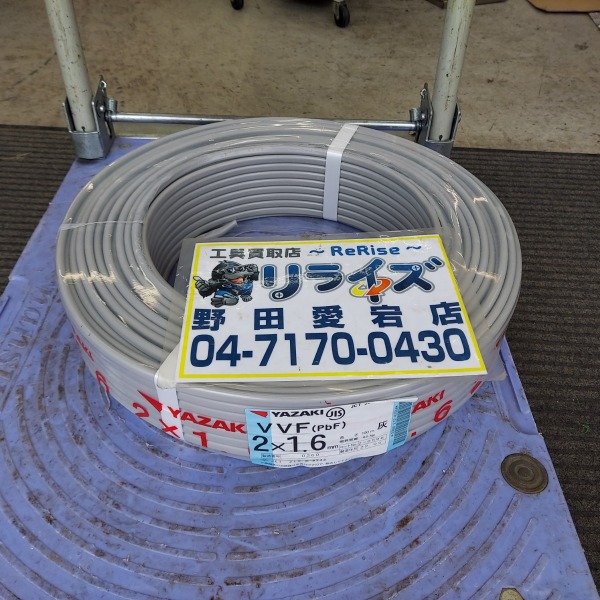 工具買取店 ～ReRise～
リライズ
野田愛宕店
04-7170-0430
YAZAKI JIS
VVF(PbF) 灰
2×1.6 mm
YAZAKI
2×1
.6